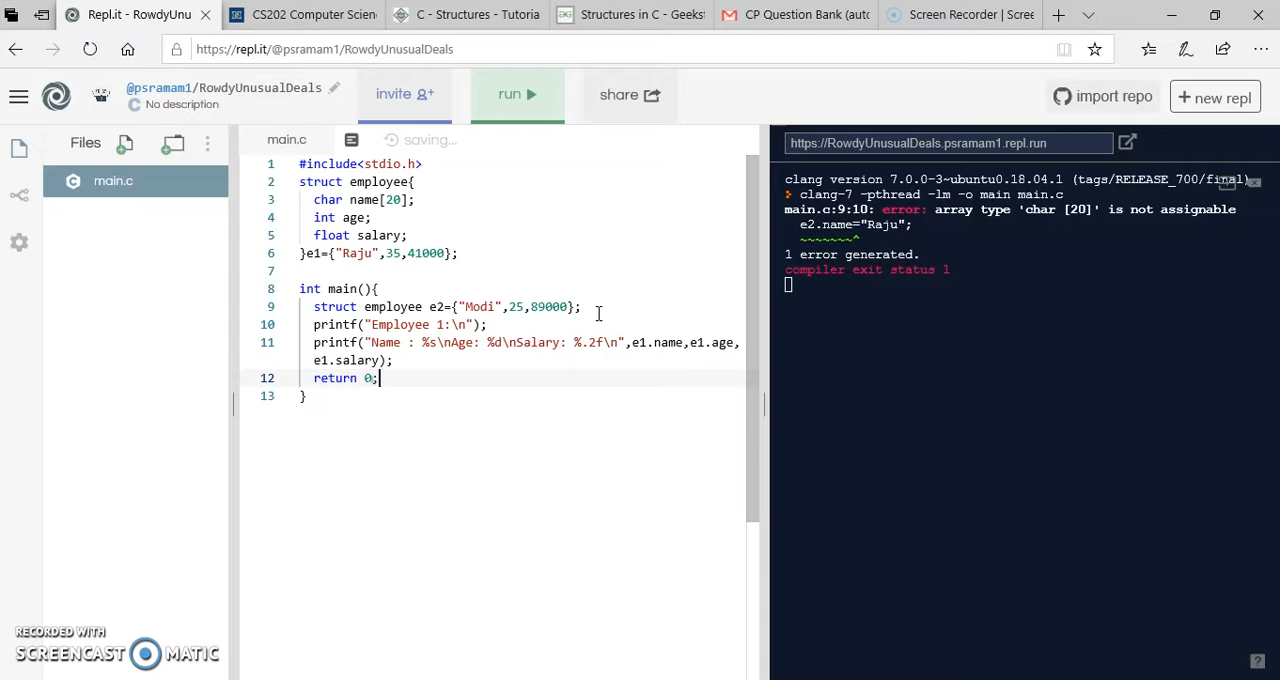 Repl.it - RowdyUnu
CS202 Computer Scienc
C - Structures - Tutoria
Structures in C - Geekst
CP Question Bank (auto
Screen Recorder | Scree
https://repl.it/@psramam1/RowdyUnusualDeals
@psramam1/RowdyUnusualDeals
No description
invite
run
share
import repo
+ new repl
Files
main.c
main.c
saving...
https://RowdyUnusualDeals.psramam1.repl.run
1 #include<stdio.h>
2 struct employee{
3 char name[20];
4 int age;
5 float salary;
6 }e1={"Raju",35,41000};
7
8 int main(){
9 struct employee e2={"Modi",25,89000};
10 printf("Employee 1:\n");
11 printf("Name : %s\nAge: %d\nSalary: %.2f\n",e1.name,e1.age,
e1.salary);
12 return 0;
13 }
clang version 7.0.0-3~ubuntu0.18.04.1 (tags/RELEASE_700/final)
clang-7 -pthread -lm -o main main.c
main.c:9:10: error: array type 'char [20]' is not assignable
e2.name="Raju";
~~~~~~~^
1 error generated.
compiler exit status 1
RECORDED WITH
SCREENCAST MATIC
?